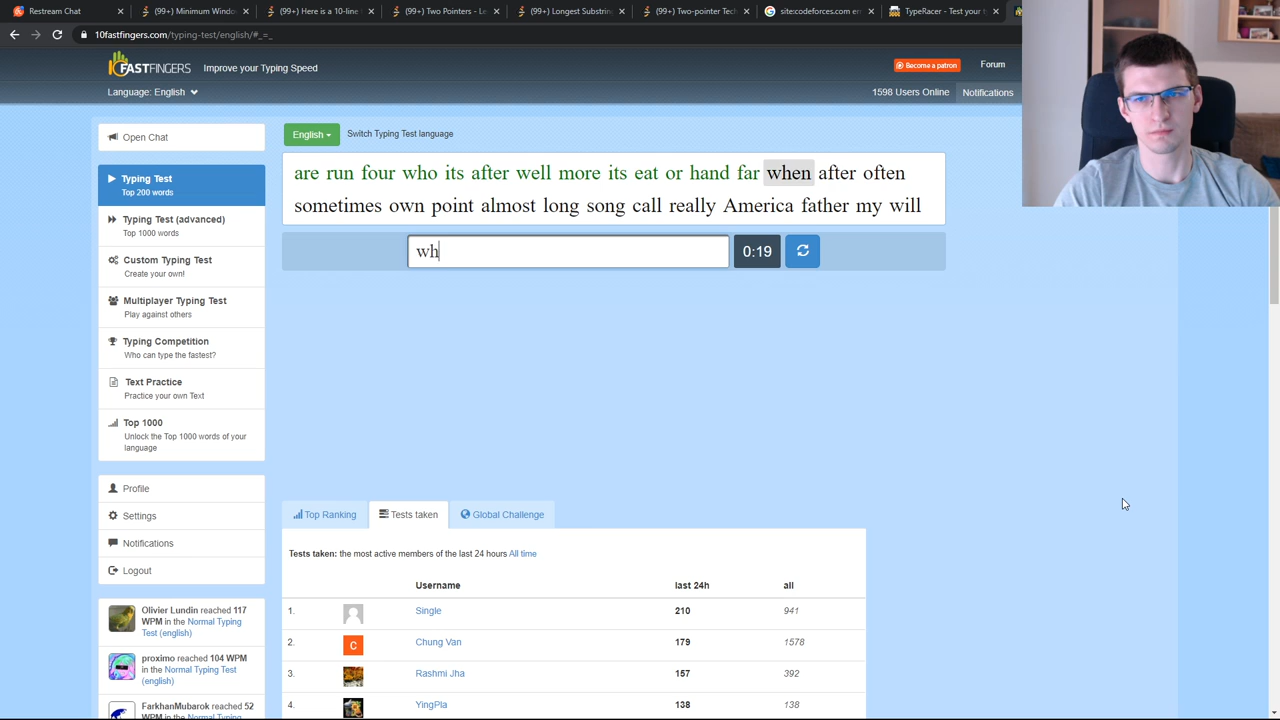 Restream Chat
(99+) Minimum Windo
(99+) Here is a 10-line t
(99+) Two Pointers - Le
(99+) Longest Substring
(99+) Two-pointer Tech
site:codeforces.com er
TypeRacer - Test your t
10fastfingers.com/typing-test/english/#_=_
FASTFINGERS
Improve your Typing Speed
Become a patron
Forum
Language: English
1598 Users Online
Notifications
Open Chat
English
Switch Typing Test language
are run four who its after well more its eat or hand far when after often
sometimes own point almost long song call really America father my will
wh
0:19
Typing Test
Top 200 words
Typing Test (advanced)
Top 1000 words
Custom Typing Test
Create your own!
Multiplayer Typing Test
Play against others
Typing Competition
Who can type the fastest?
Text Practice
Practice your own Text
Top 1000
Unlock the Top 1000 words of your
language
Profile
Settings
Notifications
Logout
Olivier Lundin reached 117
WPM in the Normal Typing
Test (english)
proximo reached 104 WPM
in the Normal Typing Test
(english)
FarkhanMubarok reached 52
WPM in the Normal Typing
Top Ranking
Tests taken
Global Challenge
Tests taken: the most active members of the last 24 hours All time
Username last 24h all
1. Single 210 941
2. C Chung Van 179 1578
3. Rashmi Jha 157 392
4. YingPla 138 138